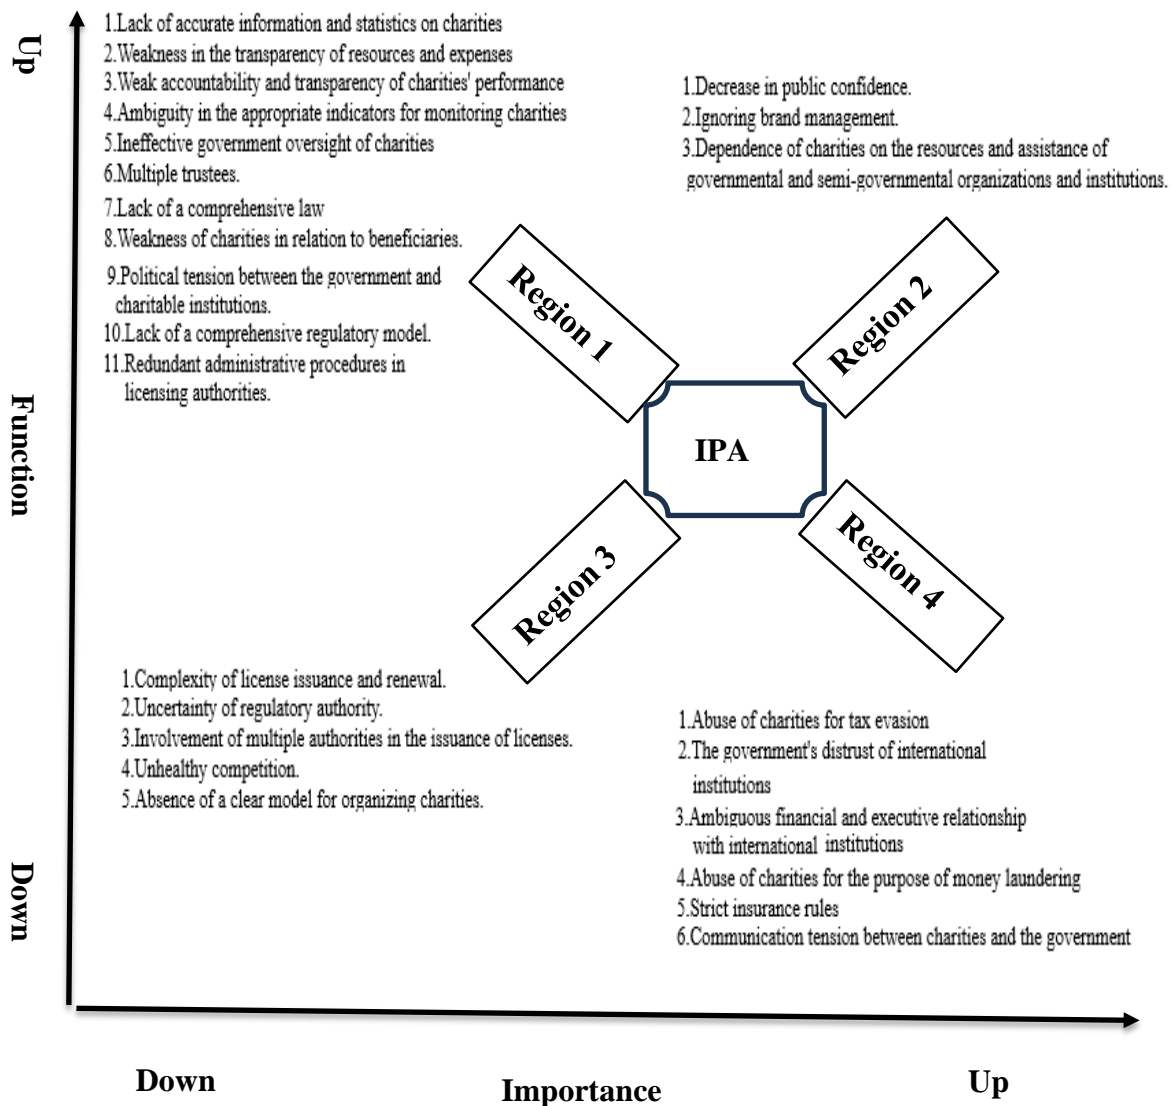 Up
Function
Down
1.Lack of accurate information and statistics on charities
2.Weakness in the transparency of resources and expenses
3.Weak accountability and transparency of charities' performance
4.Ambiguity in the appropriate indicators for monitoring charities
5.Ineffective government oversight of charities
6.Multiple trustees.
7.Lack of a comprehensive law
8.Weakness of charities in relation to beneficiaries.
9.Political tension between the government and
charitable institutions.
10.Lack of a comprehensive regulatory model.
11.Redundant administrative procedures in
licensing authorities.
1.Decrease in public confidence.
2.Ignoring brand management.
3.Dependence of charities on the resources and assistance of
governmental and semi-governmental organizations and institutions.
Region 1
Region 2
IPA
Region 3
Region 4
1.Complexity of license issuance and renewal.
2.Uncertainty of regulatory authority.
3.Involvement of multiple authorities in the issuance of licenses.
4.Unhealthy competition.
5.Absence of a clear model for organizing charities.
1.Abuse of charities for tax evasion
2.The government's distrust of international
institutions
3.Ambiguous financial and executive relationship
with international institutions
4.Abuse of charities for the purpose of money laundering
5.Strict insurance rules
6.Communication tension between charities and the government
Down
Importance
Up